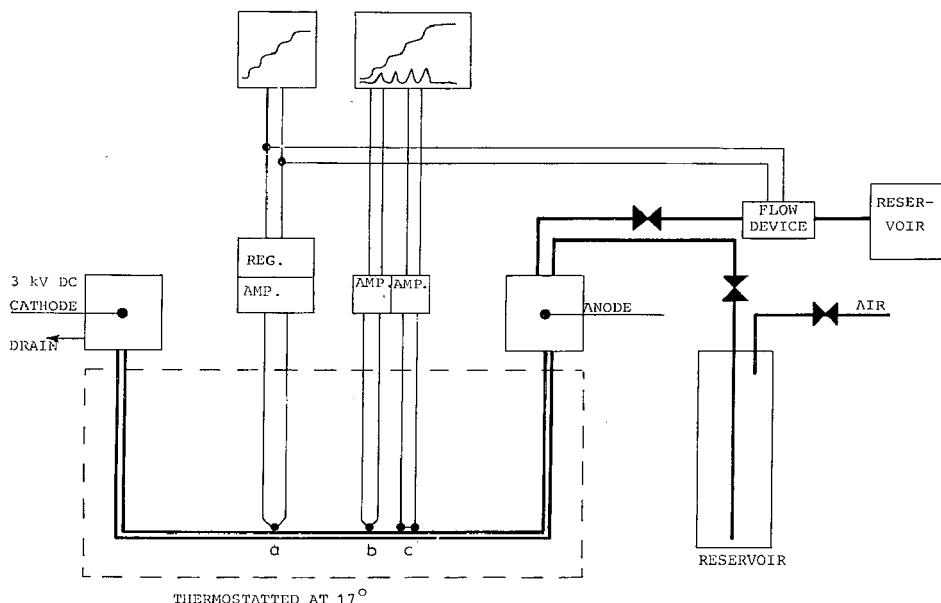 RESER-
VOIR
FLOW
DEVICE
REG.
AMP.
AMP.
AMP.
3 kV DC
CATHODE
DRAIN
ANODE
AIR
a
b
c
RESERVOIR
THERMOSTATTED AT 17°